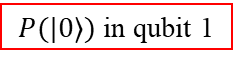 P(|0⟩) in qubit 1